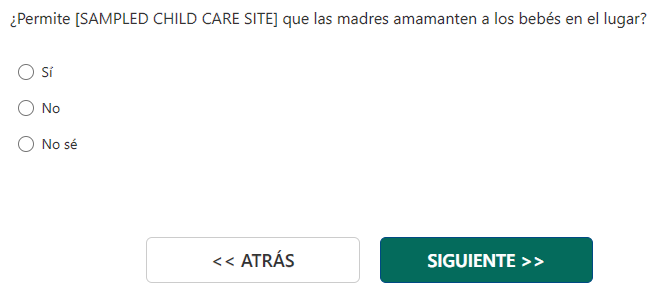 ¿Permite [SAMPLED CHILD CARE SITE] que las madres amamanten a los bebés en el lugar?
Sí
No
No sé
<< ATRÁS
SIGUIENTE >>